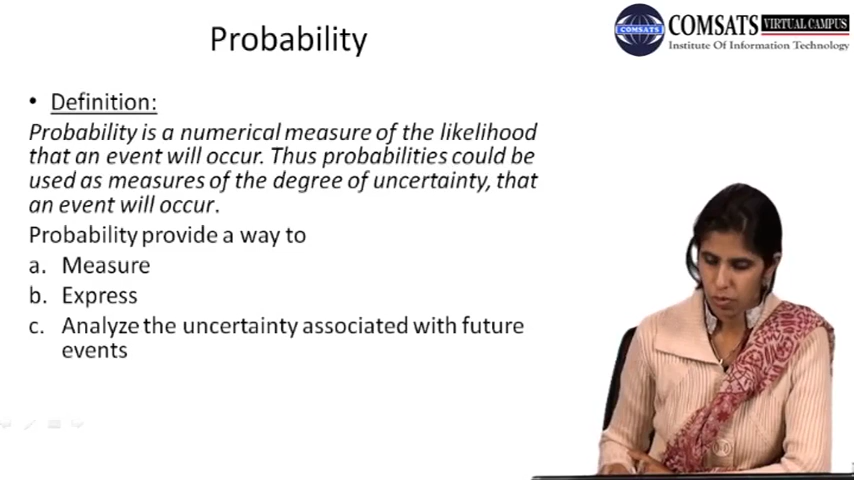 Probability
COMSATS VIRTUAL CAMPUS
COMSATS
Institute Of Information Technology
• Definition:
Probability is a numerical measure of the likelihood
that an event will occur. Thus probabilities could be
used as measures of the degree of uncertainty, that
an event will occur.
Probability provide a way to
a. Measure
b. Express
c. Analyze the uncertainty associated with future
events